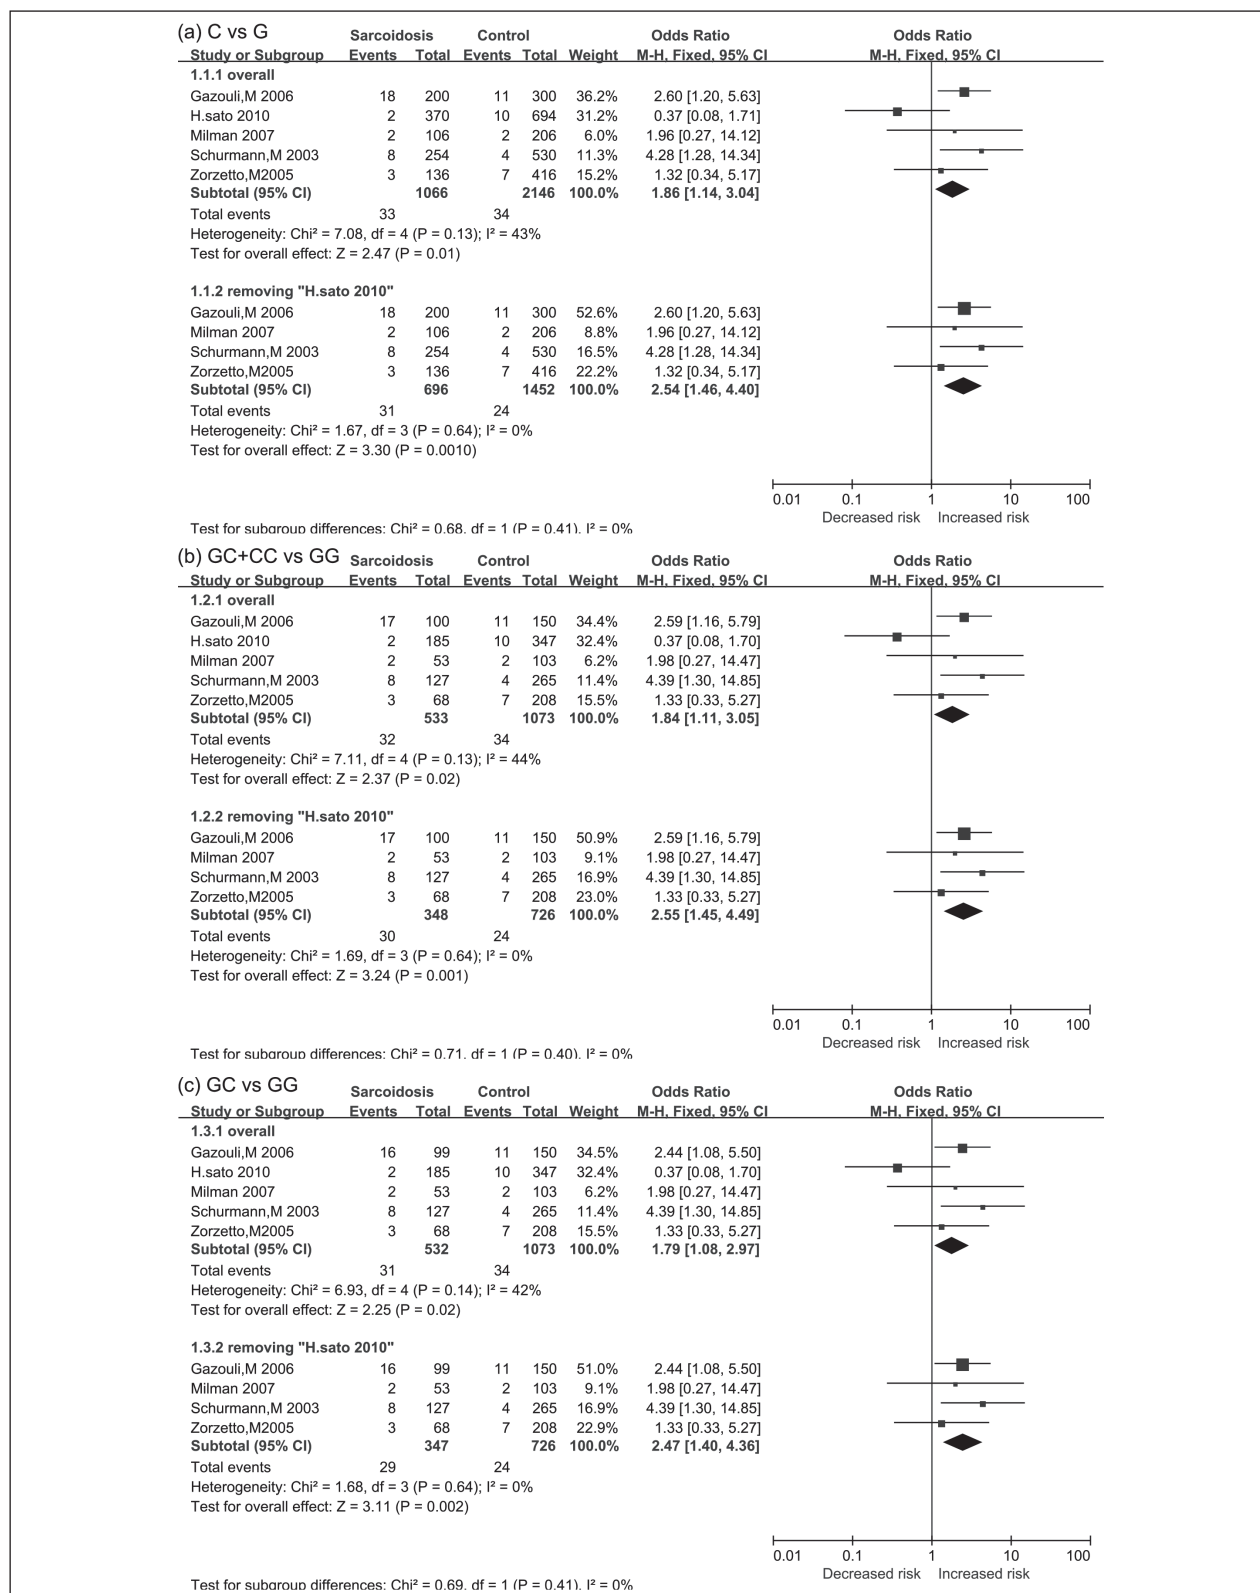 (a) C vs G
Sarcoidosis Control Odds Ratio Odds Ratio
Study or Subgroup Events Total Events Total Weight M-H, Fixed, 95% CI M-H, Fixed, 95% CI
1.1.1 overall
Gazouli,M 2006 18 200 11 300 36.2% 2.60 [1.20, 5.63]
H.sato 2010 2 370 10 694 31.2% 0.37 [0.08, 1.71]
Milman 2007 2 106 2 206 6.0% 1.96 [0.27, 14.12]
Schurmann,M 2003 8 254 4 530 11.3% 4.28 [1.28, 14.34]
Zorzetto,M2005 3 136 7 416 15.2% 1.32 [0.34, 5.17]
Subtotal (95% CI) 1066 2146 100.0% 1.86 [1.14, 3.04]
Total events 33 34
Heterogeneity: Chi² = 7.08, df = 4 (P = 0.13); I² = 43%
Test for overall effect: Z = 2.47 (P = 0.01)
1.1.2 removing "H.sato 2010"
Gazouli,M 2006 18 200 11 300 52.6% 2.60 [1.20, 5.63]
Milman 2007 2 106 2 206 8.8% 1.96 [0.27, 14.12]
Schurmann,M 2003 8 254 4 530 16.5% 4.28 [1.28, 14.34]
Zorzetto,M2005 3 136 7 416 22.2% 1.32 [0.34, 5.17]
Subtotal (95% CI) 696 1452 100.0% 2.54 [1.46, 4.40]
Total events 31 24
Heterogeneity: Chi² = 1.67, df = 3 (P = 0.64); I² = 0%
Test for overall effect: Z = 3.30 (P = 0.0010)
0.01 0.1 1 10 100
Decreased risk Increased risk
Test for subgroup differences: Chi² = 0.68, df = 1 (P = 0.41), I² = 0%
(b) GC+CC vs GG
Sarcoidosis Control Odds Ratio Odds Ratio
Study or Subgroup Events Total Events Total Weight M-H, Fixed, 95% CI M-H, Fixed, 95% CI
1.2.1 overall
Gazouli,M 2006 17 100 11 150 34.4% 2.59 [1.16, 5.79]
H.sato 2010 2 185 10 347 32.4% 0.37 [0.08, 1.70]
Milman 2007 2 53 2 103 6.2% 1.98 [0.27, 14.47]
Schurmann,M 2003 8 127 4 265 11.4% 4.39 [1.30, 14.85]
Zorzetto,M2005 3 68 7 208 15.5% 1.33 [0.33, 5.27]
Subtotal (95% CI) 533 1073 100.0% 1.84 [1.11, 3.05]
Total events 32 34
Heterogeneity: Chi² = 7.11, df = 4 (P = 0.13); I² = 44%
Test for overall effect: Z = 2.37 (P = 0.02)
1.2.2 removing "H.sato 2010"
Gazouli,M 2006 17 100 11 150 50.9% 2.59 [1.16, 5.79]
Milman 2007 2 53 2 103 9.1% 1.98 [0.27, 14.47]
Schurmann,M 2003 8 127 4 265 16.9% 4.39 [1.30, 14.85]
Zorzetto,M2005 3 68 7 208 23.0% 1.33 [0.33, 5.27]
Subtotal (95% CI) 348 726 100.0% 2.55 [1.45, 4.49]
Total events 30 24
Heterogeneity: Chi² = 1.69, df = 3 (P = 0.64); I² = 0%
Test for overall effect: Z = 3.24 (P = 0.001)
0.01 0.1 1 10 100
Decreased risk Increased risk
Test for subgroup differences: Chi² = 0.71, df = 1 (P = 0.40), I² = 0%
(c) GC vs GG
Sarcoidosis Control Odds Ratio Odds Ratio
Study or Subgroup Events Total Events Total Weight M-H, Fixed, 95% CI M-H, Fixed, 95% CI
1.3.1 overall
Gazouli,M 2006 16 99 11 150 34.5% 2.44 [1.08, 5.50]
H.sato 2010 2 185 10 347 32.4% 0.37 [0.08, 1.70]
Milman 2007 2 53 2 103 6.2% 1.98 [0.27, 14.47]
Schurmann,M 2003 8 127 4 265 11.4% 4.39 [1.30, 14.85]
Zorzetto,M2005 3 68 7 208 15.5% 1.33 [0.33, 5.27]
Subtotal (95% CI) 532 1073 100.0% 1.79 [1.08, 2.97]
Total events 31 34
Heterogeneity: Chi² = 6.93, df = 4 (P = 0.14); I² = 42%
Test for overall effect: Z = 2.25 (P = 0.02)
1.3.2 removing "H.sato 2010"
Gazouli,M 2006 16 99 11 150 51.0% 2.44 [1.08, 5.50]
Milman 2007 2 53 2 103 9.1% 1.98 [0.27, 14.47]
Schurmann,M 2003 8 127 4 265 16.9% 4.39 [1.30, 14.85]
Zorzetto,M2005 3 68 7 208 22.9% 1.33 [0.33, 5.27]
Subtotal (95% CI) 347 726 100.0% 2.47 [1.40, 4.36]
Total events 29 24
Heterogeneity: Chi² = 1.68, df = 3 (P = 0.64); I² = 0%
Test for overall effect: Z = 3.11 (P = 0.002)
0.01 0.1 1 10 100
Decreased risk Increased risk
Test for subgroup differences: Chi² = 0.69, df = 1 (P = 0.41), I² = 0%